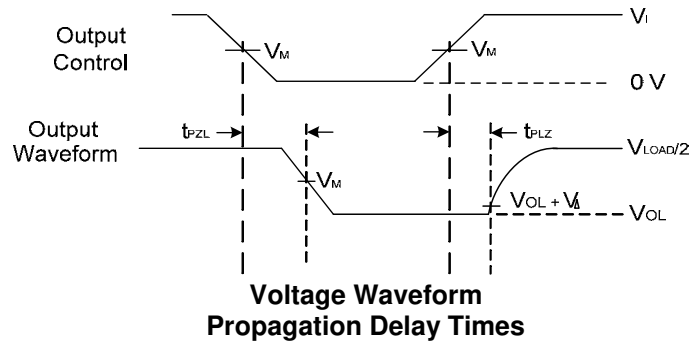 Output
Control
VM
VM
VI
0 V
Output
Waveform
tPZL
tPLZ
VLOAD/2
VM
VOL + VΔ
VOL
Voltage Waveform
Propagation Delay Times